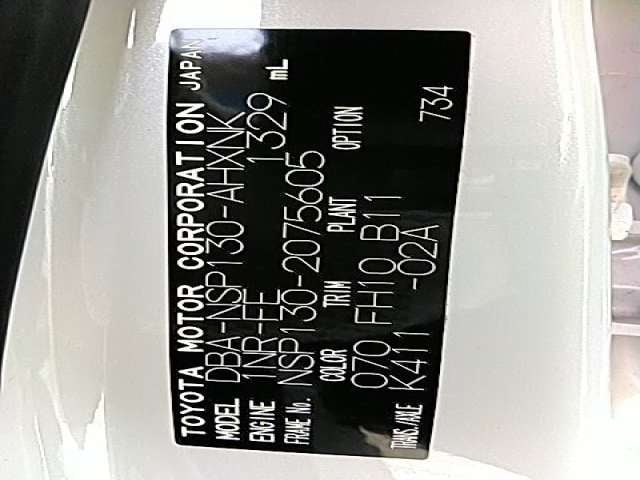 TOYOTA MOTOR CORPORATION JAPAN
MODEL DBA-NSP130-AHXNK
ENGINE 1NR-FE 1329 mL
FRAME No. NSP130-2075605
COLOR TRIM PLANT OPTION
070 FH10 B11
TRANS./AXLE K411 -02A 734